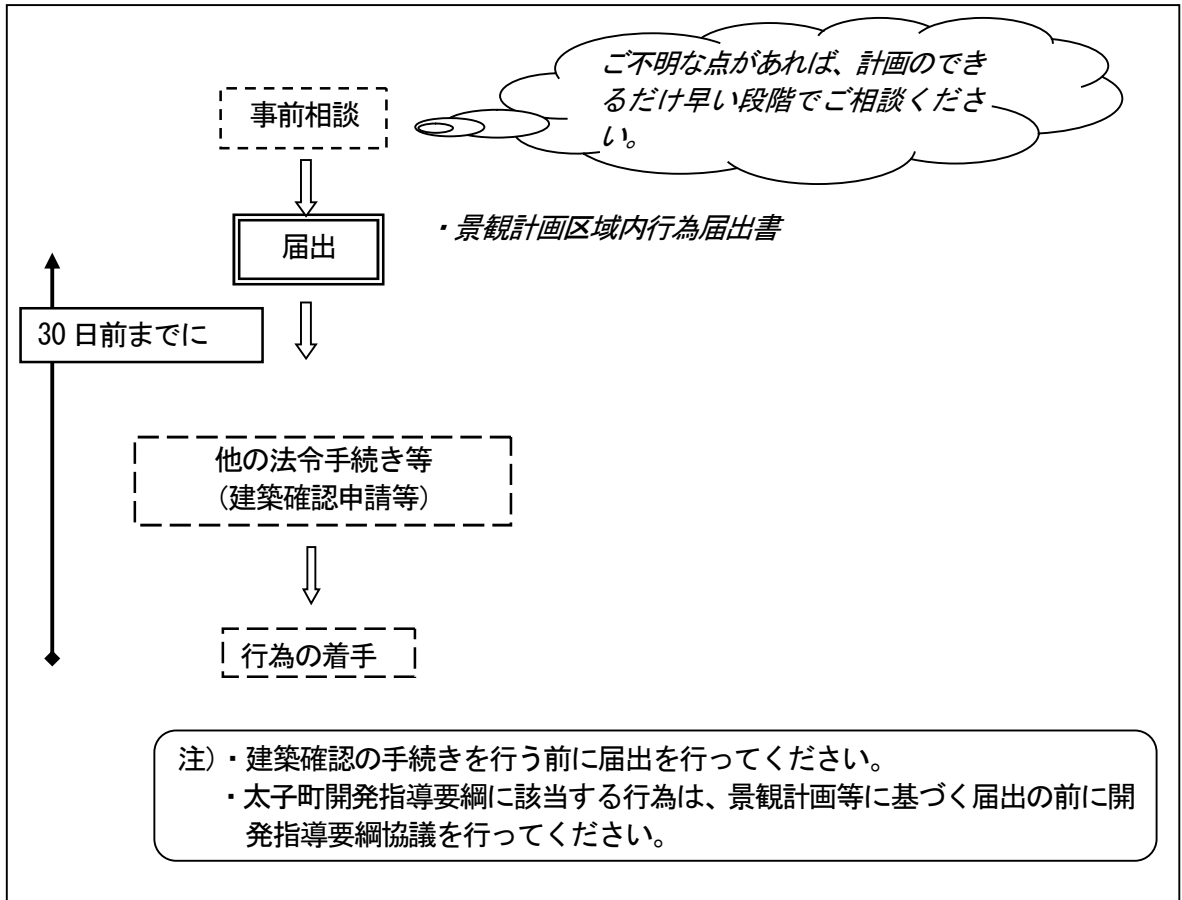 ご不明な点があれば、計画のでき
るだけ早い段階でご相談くださ
い。
事前相談
届出
・景観計画区域内行為届出書
30日前までに
他の法令手続き等
（建築確認申請等）
行為の着手
注）・建築確認の手続きを行う前に届出を行ってください。
・太子町開発指導要綱に該当する行為は、景観計画等に基づく届出の前に開
発指導要綱協議を行ってください。